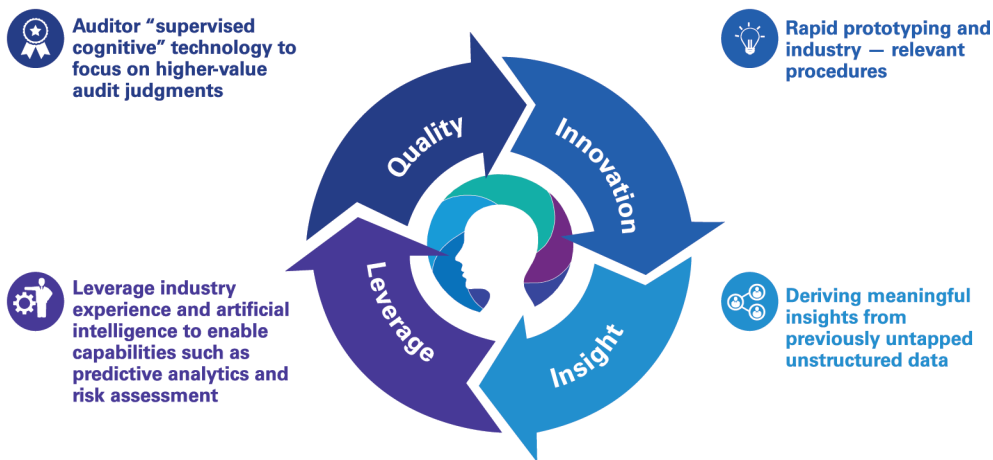 Auditor “supervised
cognitive” technology to
focus on higher-value
audit judgments
Rapid prototyping and
industry — relevant
procedures
Quality
Innovation
Leverage
Insight
Leverage industry
experience and artificial
intelligence to enable
capabilities such as
predictive analytics and
risk assessment
Deriving meaningful
insights from
previously untapped
unstructured data